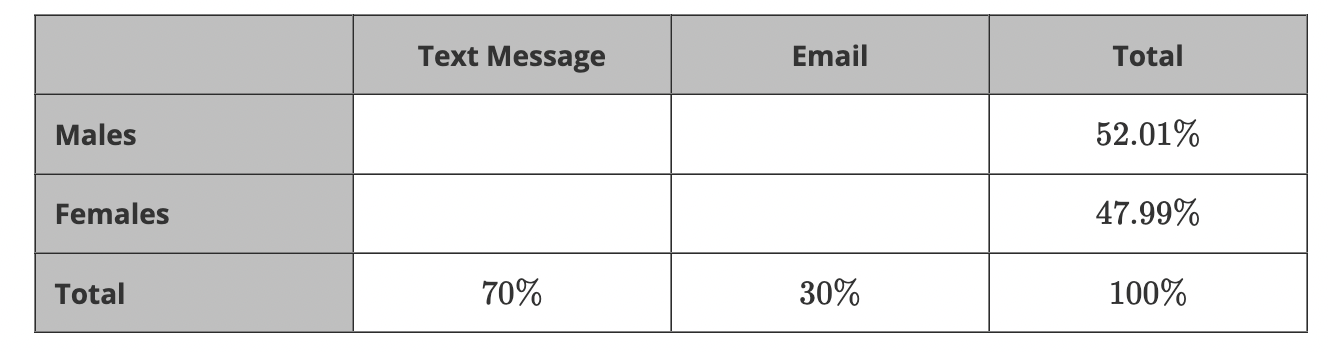 Text Message Email Total
Males 52.01%
Females 47.99%
Total 70% 30% 100%